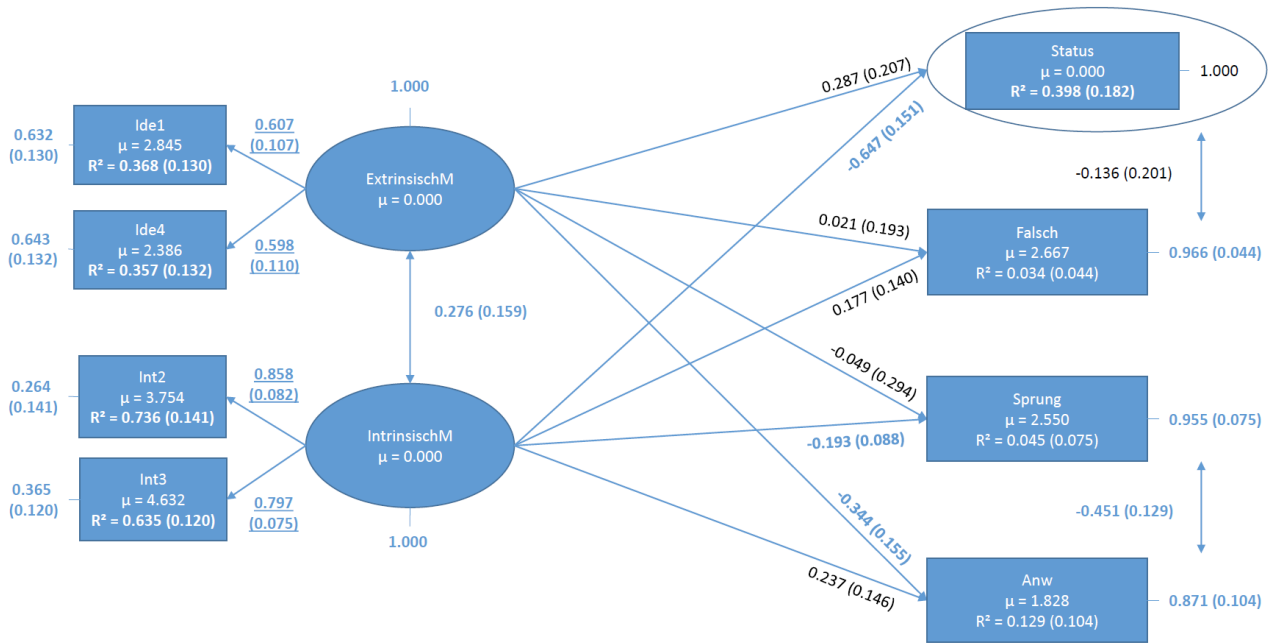 1.000
0.632
(0.130)
Ide1
μ = 2.845
R² = 0.368 (0.130)
0.607
(0.107)
0.643
(0.132)
Ide4
μ = 2.386
R² = 0.357 (0.132)
0.598
(0.110)
ExtrinsischM
μ = 0.000
0.276 (0.159)
0.264
(0.141)
Int2
μ = 3.754
R² = 0.736 (0.141)
0.858
(0.082)
0.365
(0.120)
Int3
μ = 4.632
R² = 0.635 (0.120)
0.797
(0.075)
IntrinsischM
μ = 0.000
1.000
0.287 (0.207)
-0.647 (0.151)
0.021 (0.193)
0.177 (0.140)
-0.049 (0.294)
-0.193 (0.088)
-0.344 (0.155)
0.237 (0.146)
Status
μ = 0.000
R² = 0.398 (0.182)
1.000
-0.136 (0.201)
Falsch
μ = 2.667
R² = 0.034 (0.044)
0.966 (0.044)
Sprung
μ = 2.550
R² = 0.045 (0.075)
0.955 (0.075)
-0.451 (0.129)
Anw
μ = 1.828
R² = 0.129 (0.104)
0.871 (0.104)